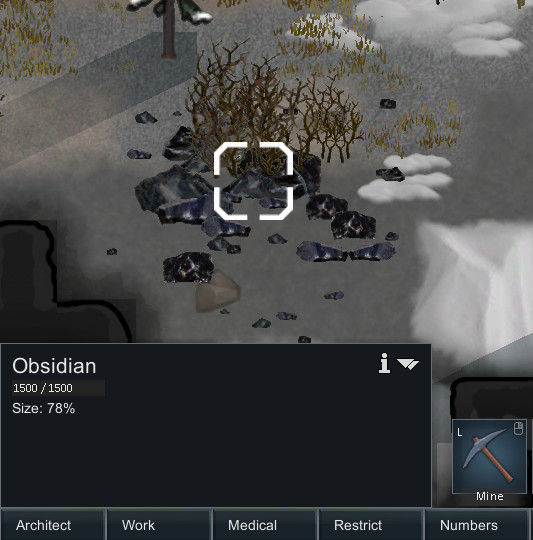 Obsidian
1500 / 1500
Size: 78%
L
Mine
Architect
Work
Medical
Restrict
Numbers